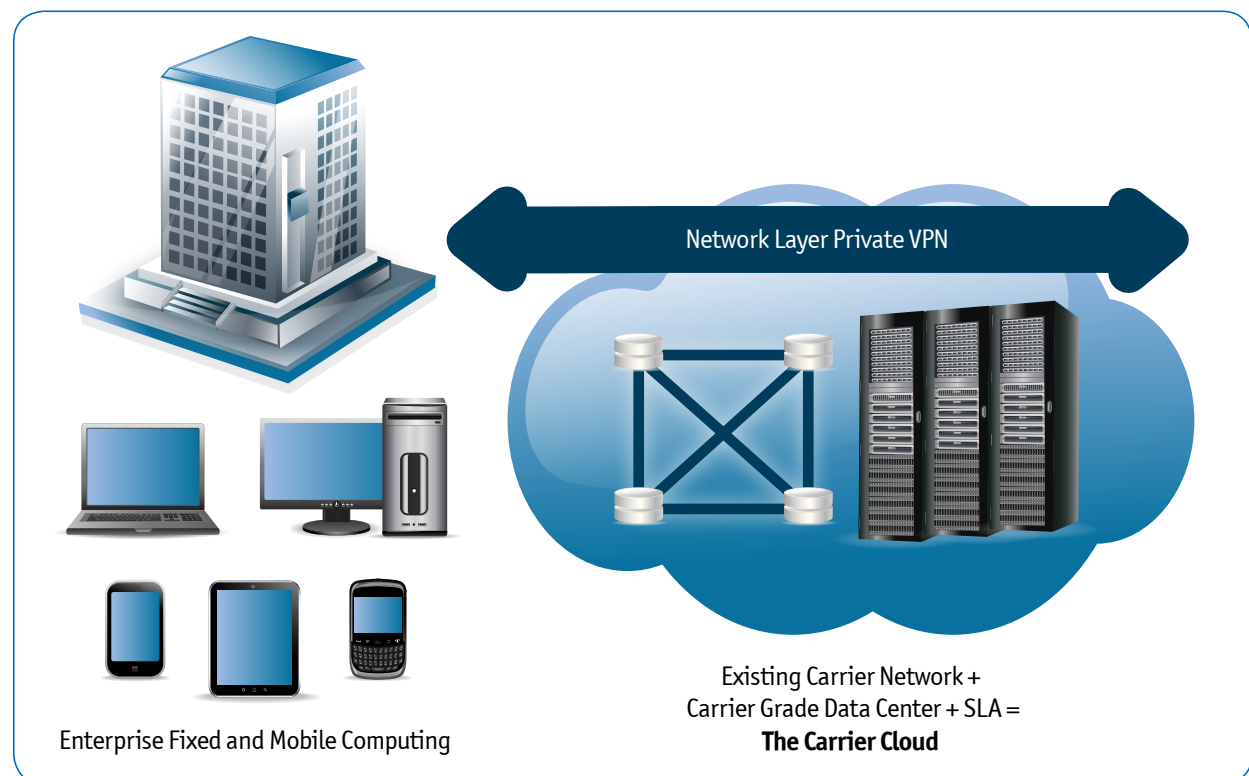 Network Layer Private VPN
Enterprise Fixed and Mobile Computing
Existing Carrier Network +
Carrier Grade Data Center + SLA =
The Carrier Cloud